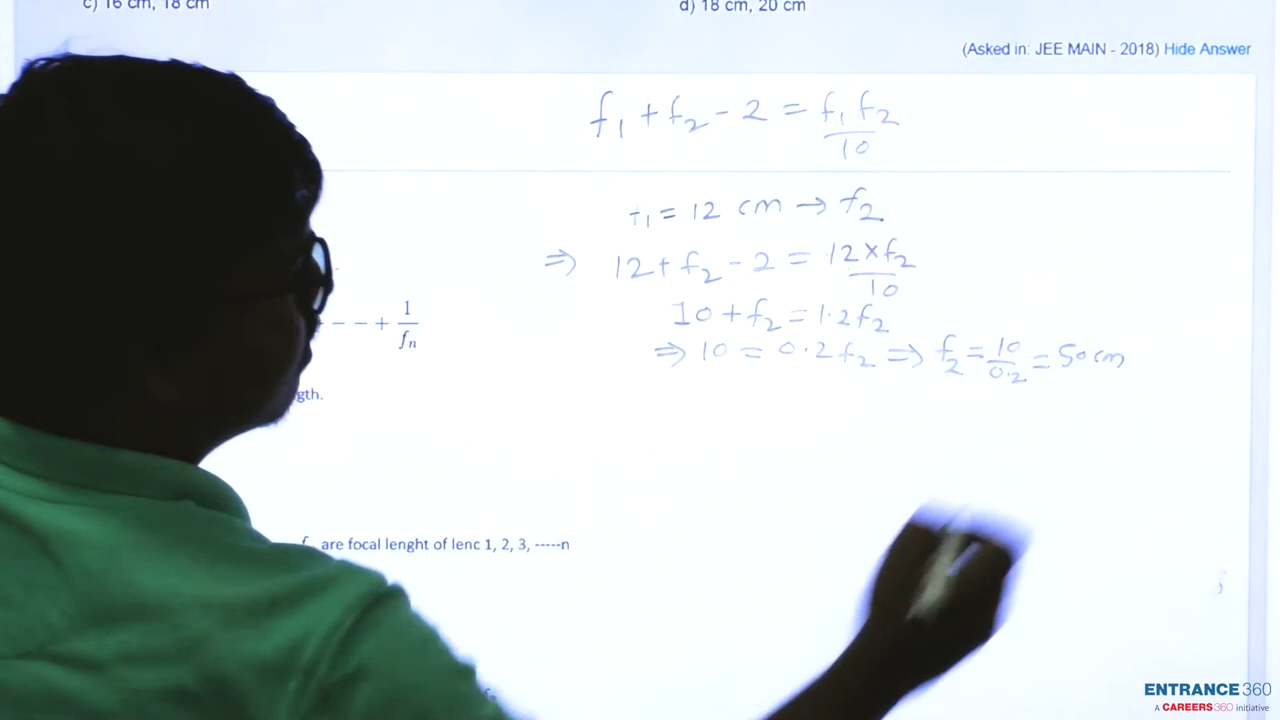 c) 16 cm, 18 cm
d) 18 cm, 20 cm
(Asked in: JEE MAIN - 2018) Hide Answer
f₁ + f₂ - 2 = f₁ f₂ / 10
f₁ = 12 cm → f₂
⇒ 12 + f₂ - 2 = 12 × f₂ / 10
10 + f₂ = 1.2 f₂
⇒ 10 = 0.2 f₂ ⇒ f₂ = 10 / 0.2 = 50 cm
- - + 1 / fₙ
gth.
are focal lenght of lenc 1, 2, 3, -----n
ENTRANCE 360
A CAREERS360 initiative